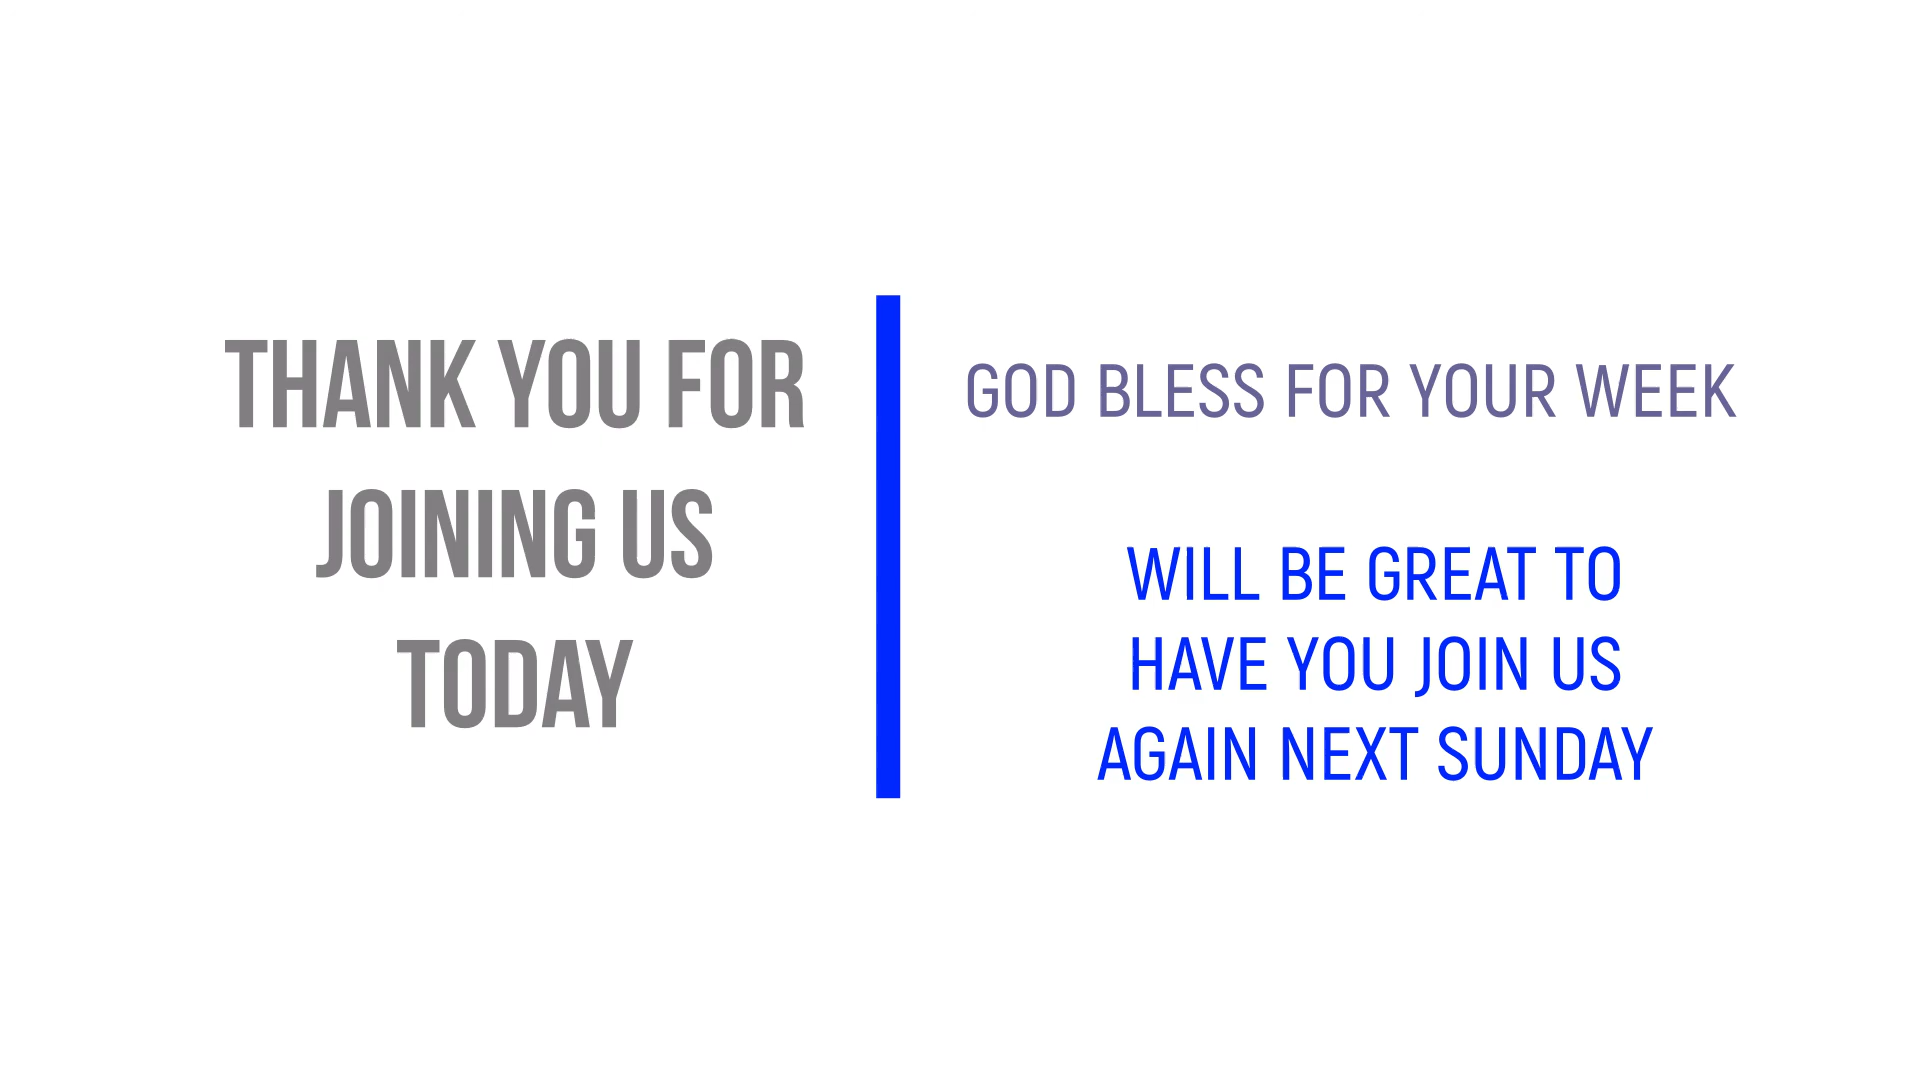 THANK YOU FOR
JOINING US
TODAY
GOD BLESS FOR YOUR WEEK
WILL BE GREAT TO
HAVE YOU JOIN US
AGAIN NEXT SUNDAY